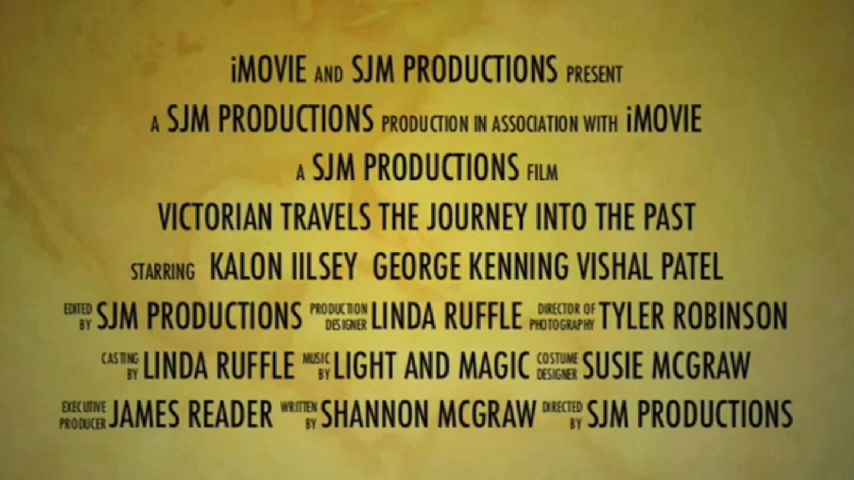 iMOVIE AND SJM PRODUCTIONS PRESENT
A SJM PRODUCTIONS PRODUCTION IN ASSOCIATION WITH iMOVIE
A SJM PRODUCTIONS FILM
VICTORIAN TRAVELS THE JOURNEY INTO THE PAST
STARRING KALON IILSEY GEORGE KENNING VISHAL PATEL
EDITED BY SJM PRODUCTIONS PRODUCTION DESIGNER LINDA RUFFLE DIRECTOR OF PHOTOGRAPHY TYLER ROBINSON
CASTING BY LINDA RUFFLE MUSIC BY LIGHT AND MAGIC COSTUME DESIGNER SUSIE MCGRAW
EXECUTIVE PRODUCER JAMES READER WRITTEN BY SHANNON MCGRAW DIRECTED BY SJM PRODUCTIONS